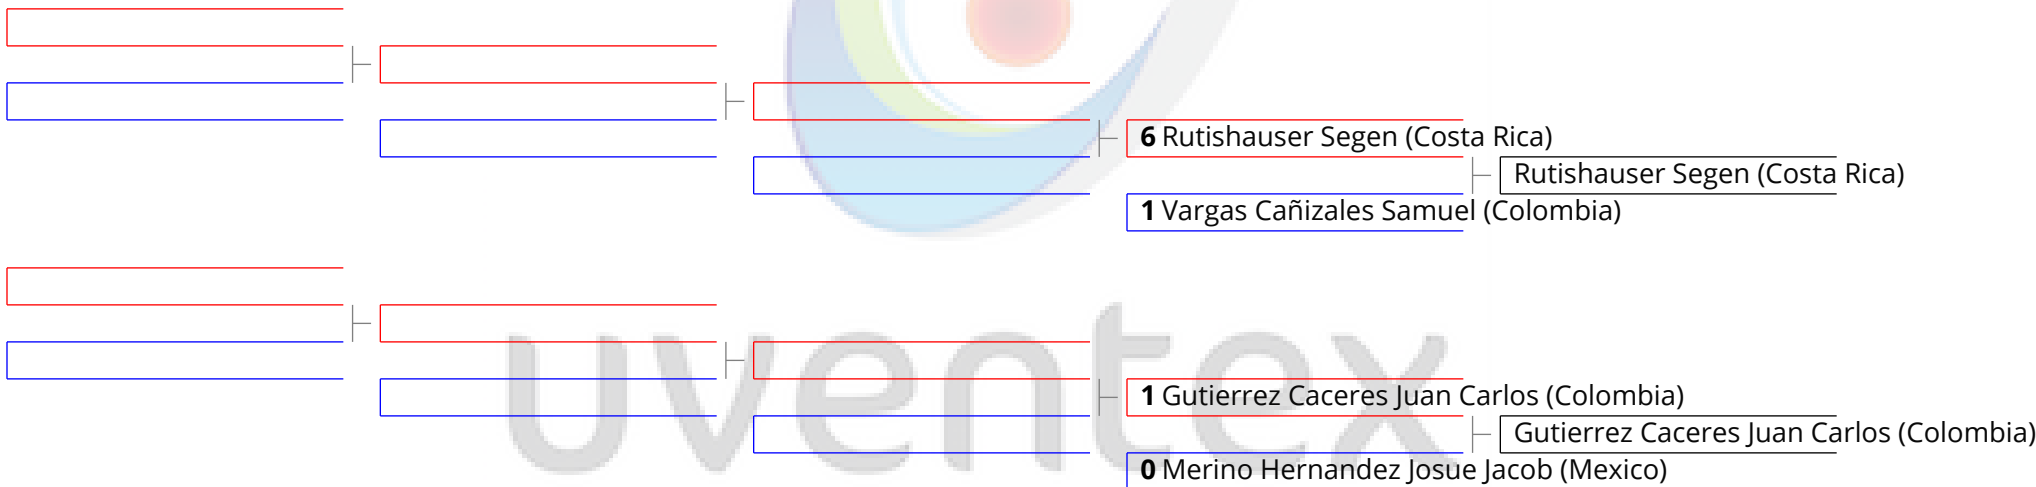 6 Rutishauser Segen (Costa Rica)
Rutishauser Segen (Costa Rica)
1 Vargas Cañizales Samuel (Colombia)
uventex
1 Gutierrez Caceres Juan Carlos (Colombia)
Gutierrez Caceres Juan Carlos (Colombia)
0 Merino Hernandez Josue Jacob (Mexico)